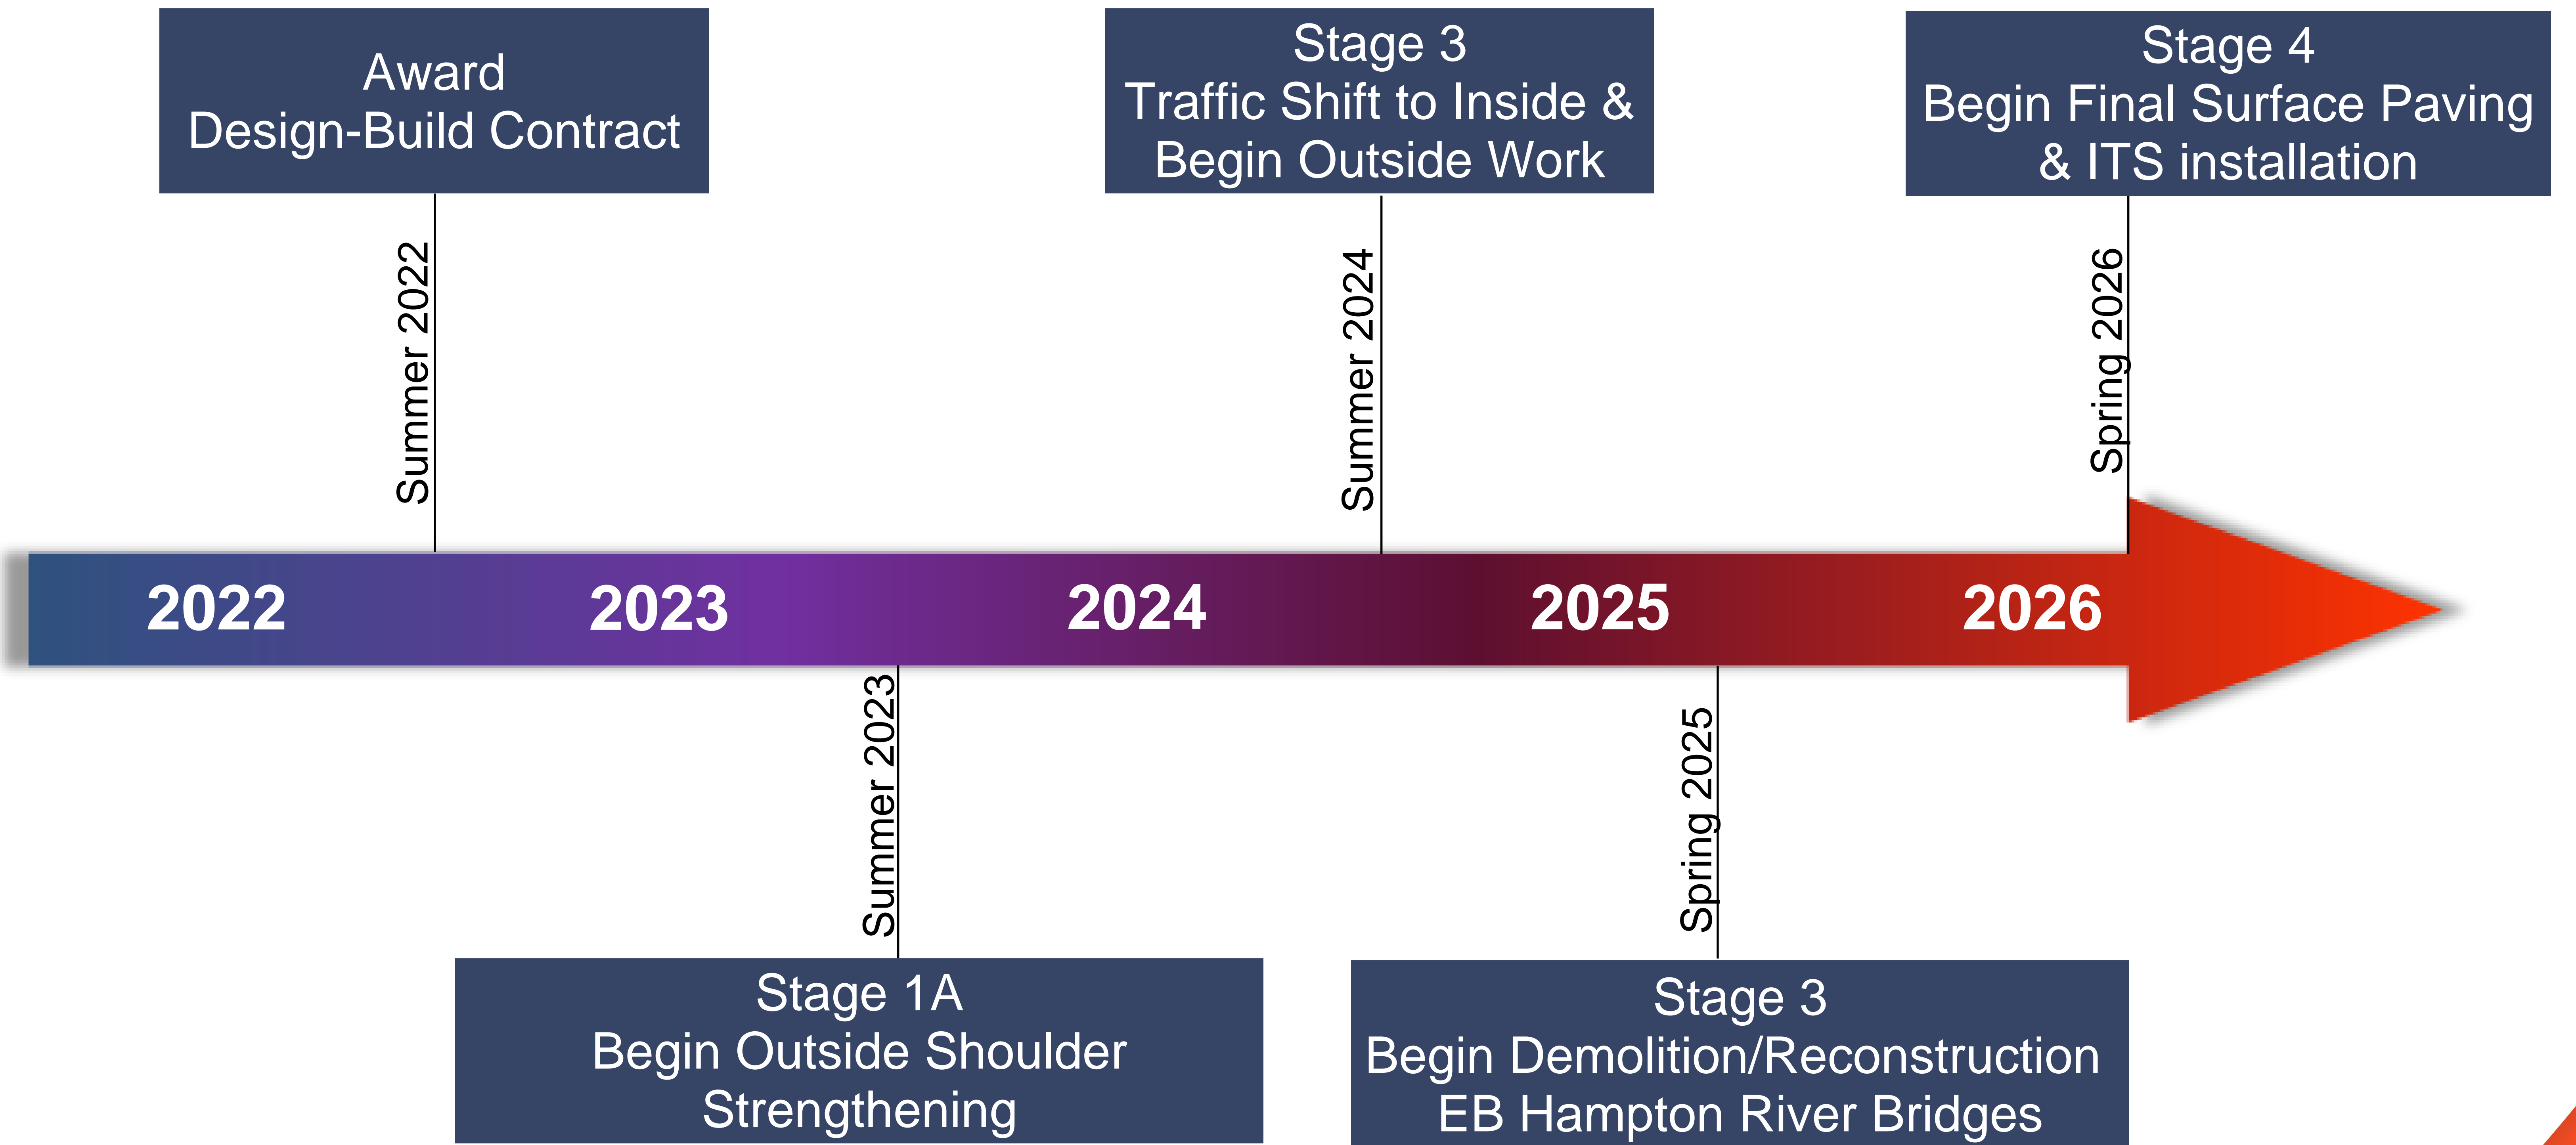 Award
Design-Build Contract
Stage 3
Traffic Shift to Inside &
Begin Outside Work
Stage 4
Begin Final Surface Paving
& ITS installation
Summer 2022
Summer 2024
Spring 2026
2022
2023
2024
2025
2026
Summer 2023
Spring 2025
Stage 1A
Begin Outside Shoulder
Strengthening
Stage 3
Begin Demolition/Reconstruction
EB Hampton River Bridges